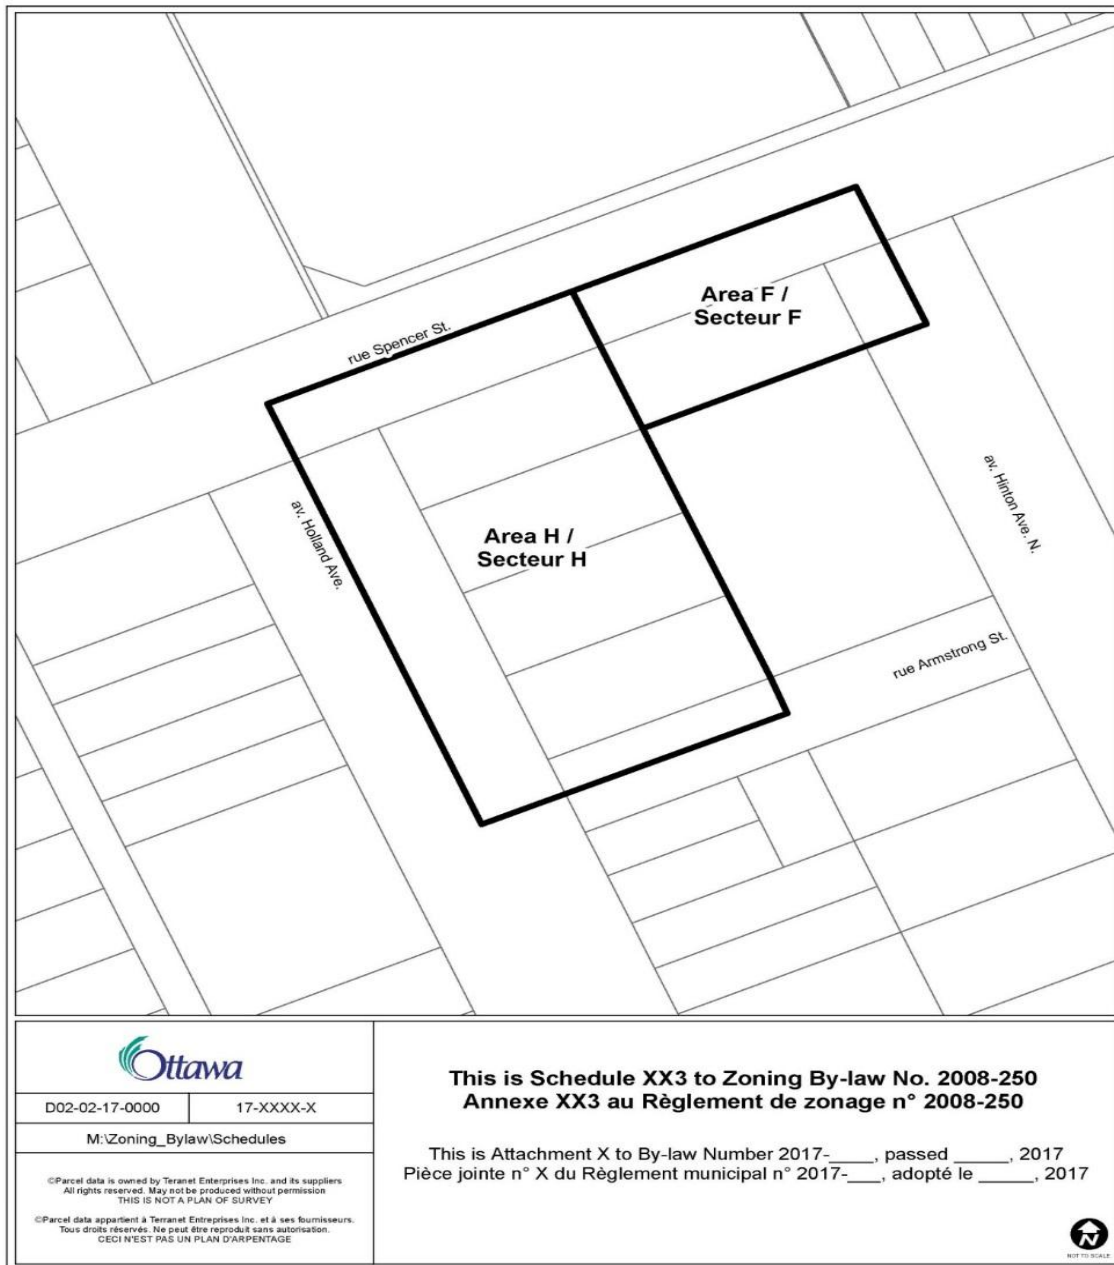 Area F /
Secteur F
rue Spencer St.
av. Holland Ave.
av. Hinton Ave. N.
Area H /
Secteur H
rue Armstrong St.
Ottawa
D02-02-17-0000
17-XXXX-X
M:\Zoning_Bylaw\Schedules
©Parcel data is owned by Teranet Enterprises Inc. and its suppliers
All rights reserved. May not be produced without permission
THIS IS NOT A PLAN OF SURVEY
©Parcel data appartient à Teranet Entreprises Inc. et à ses fournisseurs.
Tous droits réservés. Ne peut être reproduit sans autorisation.
CECI N'EST PAS UN PLAN D'ARPENTAGE
This is Schedule XX3 to Zoning By-law No. 2008-250
Annexe XX3 au Règlement de zonage n° 2008-250
This is Attachment X to By-law Number 2017-____, passed _____, 2017
Pièce jointe n° X du Règlement municipal n° 2017-___, adopté le _____, 2017
N
NOT TO SCALE